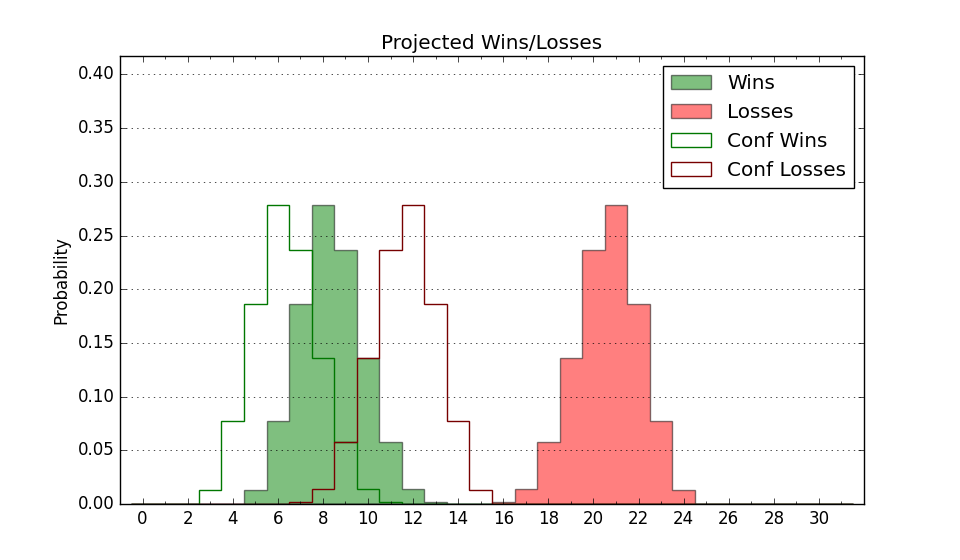 Projected Wins/Losses
0.40
0.35
0.30
0.25
0.20
0.15
0.10
0.05
0.00
Probability
Wins
Losses
Conf Wins
Conf Losses
0 2 4 6 8 10 12 14 16 18 20 22 24 26 28 30